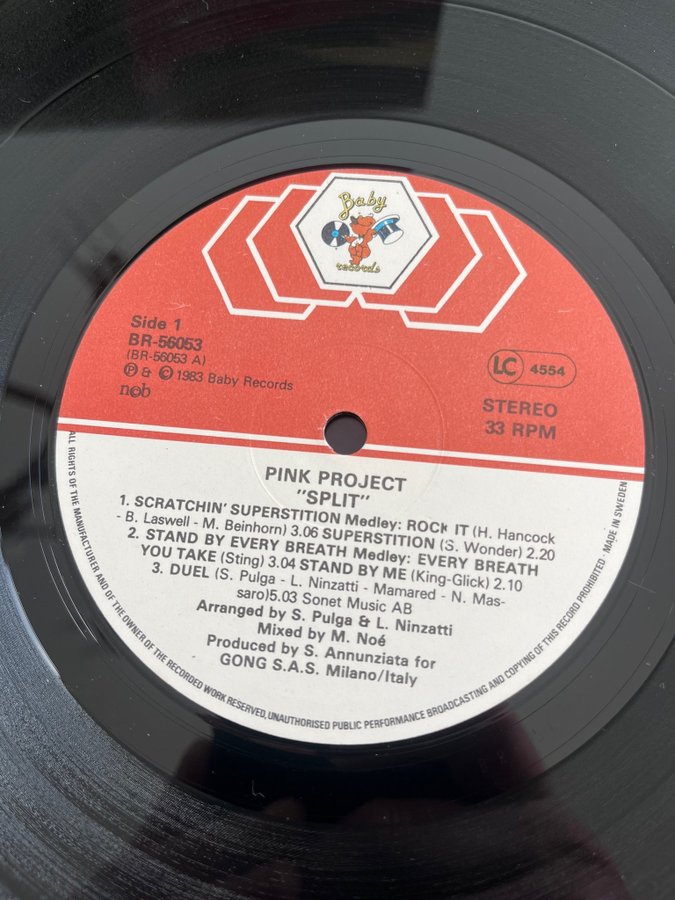 Baby
records
Side 1
BR-56053
(BR-56053 A)
℗ & © 1983 Baby Records
ncb
LC 4554
STEREO
33 RPM
PINK PROJECT
"SPLIT"
1. SCRATCHIN' SUPERSTITION Medley: ROCK IT (H. Hancock
- B. Laswell - M. Beinhorn) 3.06 SUPERSTITION (S. Wonder) 2.20
2. STAND BY EVERY BREATH Medley: EVERY BREATH
YOU TAKE (Sting) 3.04 STAND BY ME (King-Glick) 2.10
3. DUEL (S. Pulga - L. Ninzatti - Mamared - N. Mas-
saro)5.03 Sonet Music AB
Arranged by S. Pulga & L. Ninzatti
Mixed by M. Noé
Produced by S. Annunziata for
GONG S.A.S. Milano/Italy
ALL RIGHTS OF THE MANUFACTURER AND OF THE OWNER OF THE RECORDED WORK RESERVED, UNAUTHORISED PUBLIC PERFORMANCE BROADCASTING AND COPYING OF THIS RECORD PROHIBITED - MADE IN SWEDEN